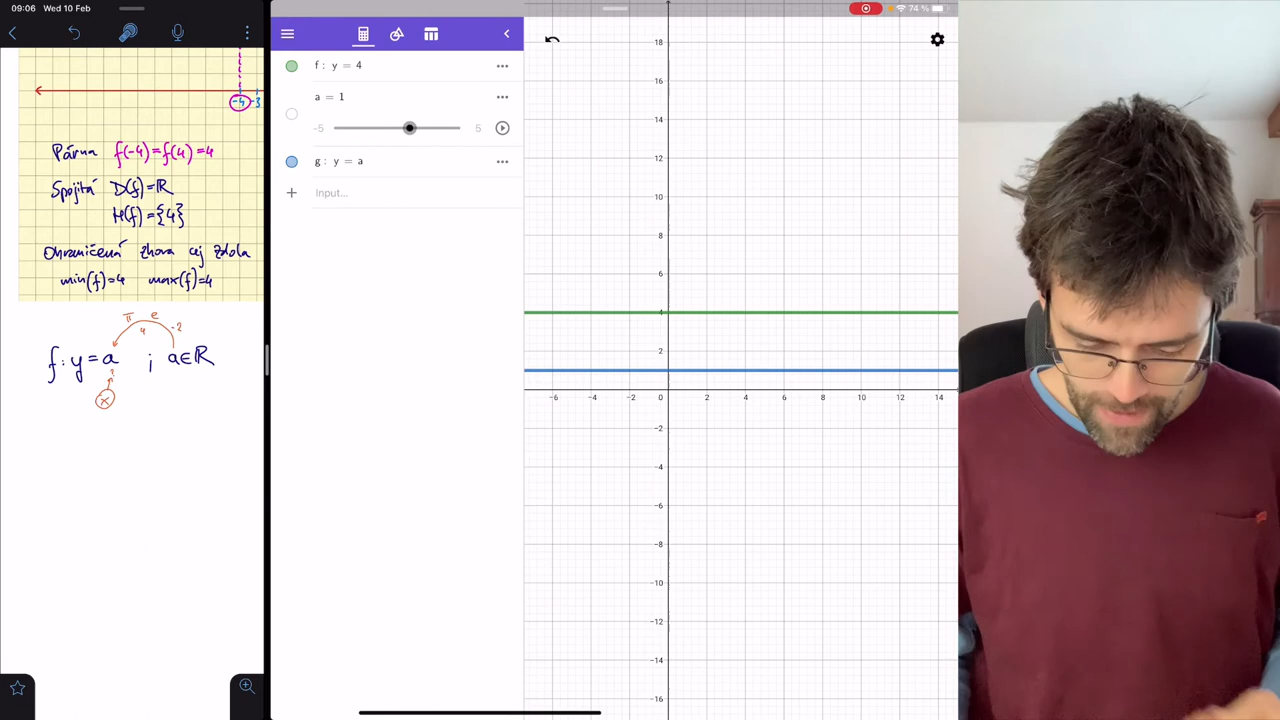 09:06 Wed 10 Feb
74 %
-4 -3
Párna f(-4)=f(4)=4
Spojitá D(f)=ℝ
H(f)={4}
Ohraničená zhora aj zdola
min(f)=4 max(f)=4
π e
4 -2
f: y=a ; a∈ℝ
x
f: y = 4
a = 1
-5 5
g: y = a
Input...
18
16
14
12
10
8
6
4
2
-6 -4 -2 0 2 4 6 8 10 12 14
-2
-4
-6
-8
-10
-12
-14
-16